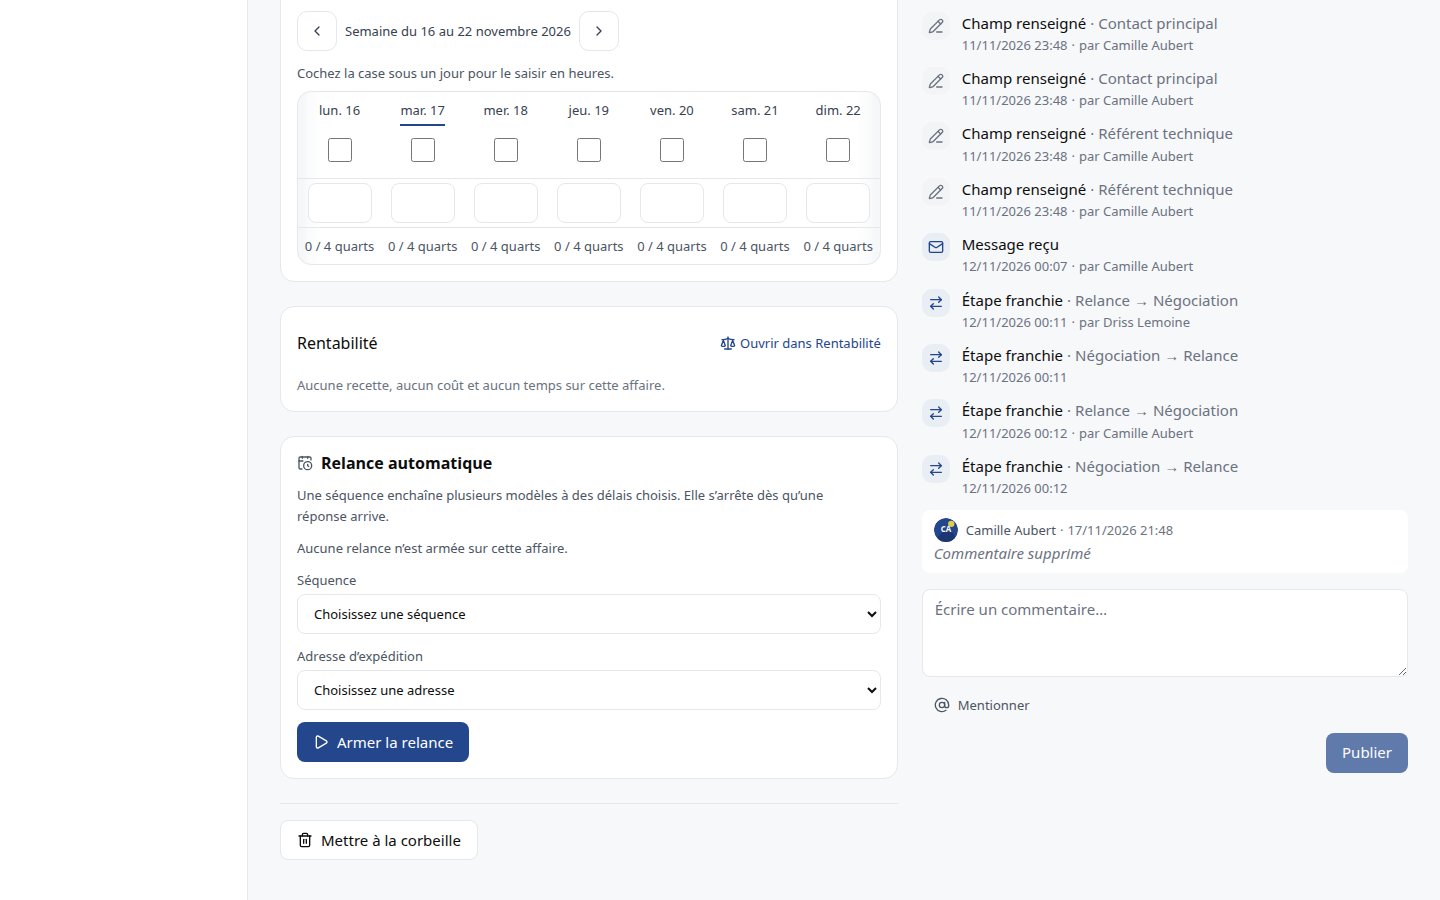 Semaine du 16 au 22 novembre 2026
Cochez la case sous un jour pour le saisir en heures.
lun. 16 mar. 17 mer. 18 jeu. 19 ven. 20 sam. 21 dim. 22
0 / 4 quarts 0 / 4 quarts 0 / 4 quarts 0 / 4 quarts 0 / 4 quarts 0 / 4 quarts 0 / 4 quarts
Rentabilité
Ouvrir dans Rentabilité
Aucune recette, aucun coût et aucun temps sur cette affaire.
Relance automatique
Une séquence enchaîne plusieurs modèles à des délais choisis. Elle s’arrête dès qu’une
réponse arrive.
Aucune relance n’est armée sur cette affaire.
Séquence
Choisissez une séquence
Adresse d’expédition
Choisissez une adresse
Armer la relance
Mettre à la corbeille
Champ renseigné · Contact principal
11/11/2026 23:48 · par Camille Aubert
Champ renseigné · Contact principal
11/11/2026 23:48 · par Camille Aubert
Champ renseigné · Référent technique
11/11/2026 23:48 · par Camille Aubert
Champ renseigné · Référent technique
11/11/2026 23:48 · par Camille Aubert
Message reçu
12/11/2026 00:07 · par Camille Aubert
Étape franchie · Relance → Négociation
12/11/2026 00:11 · par Driss Lemoine
Étape franchie · Négociation → Relance
12/11/2026 00:11
Étape franchie · Relance → Négociation
12/11/2026 00:12 · par Camille Aubert
Étape franchie · Négociation → Relance
12/11/2026 00:12
CA Camille Aubert · 17/11/2026 21:48
Commentaire supprimé
Écrire un commentaire…
Mentionner
Publier